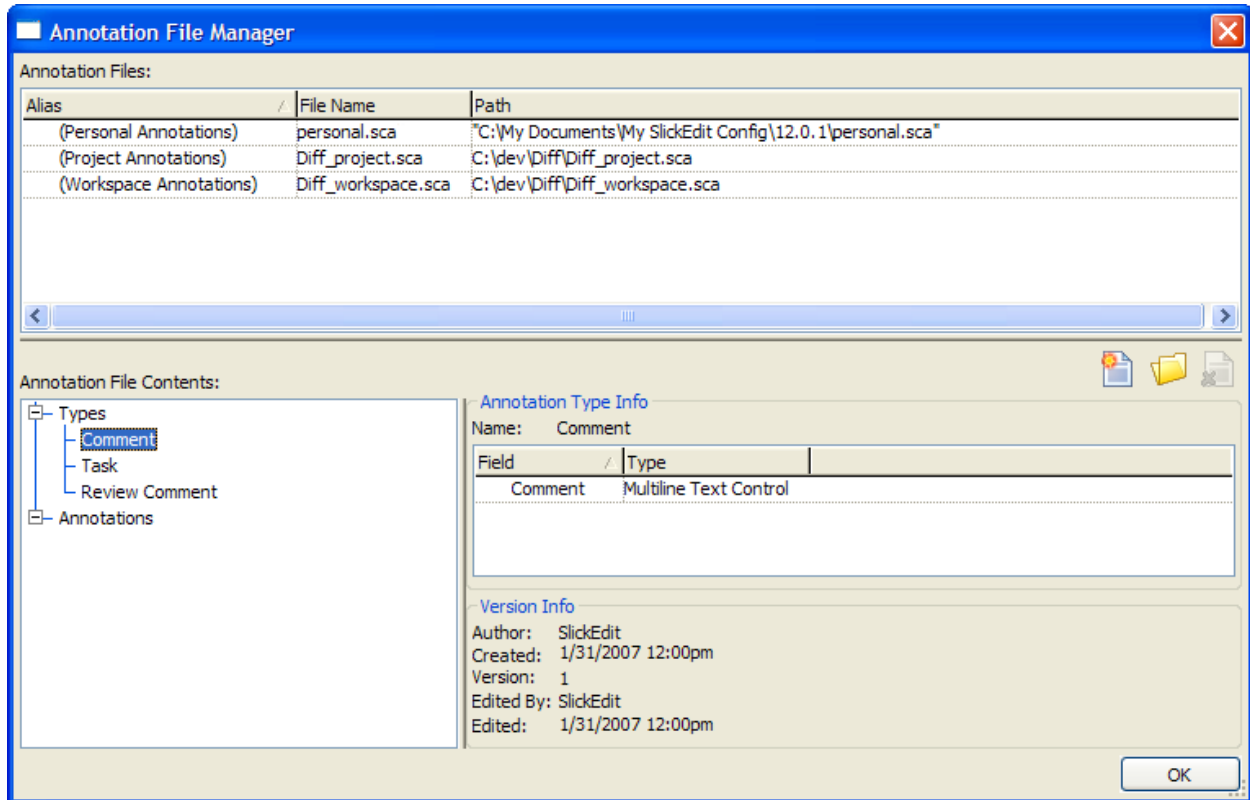 Annotation File Manager
Annotation Files:
Alias File Name Path
(Personal Annotations) personal.sca "C:\My Documents\My SlickEdit Config\12.0.1\personal.sca"
(Project Annotations) Diff_project.sca C:\dev\Diff\Diff_project.sca
(Workspace Annotations) Diff_workspace.sca C:\dev\Diff\Diff_workspace.sca
Annotation File Contents:
Types
Comment
Task
Review Comment
Annotations
Annotation Type Info
Name: Comment
Field Type
Comment Multiline Text Control
Version Info
Author: SlickEdit
Created: 1/31/2007 12:00pm
Version: 1
Edited By: SlickEdit
Edited: 1/31/2007 12:00pm
OK